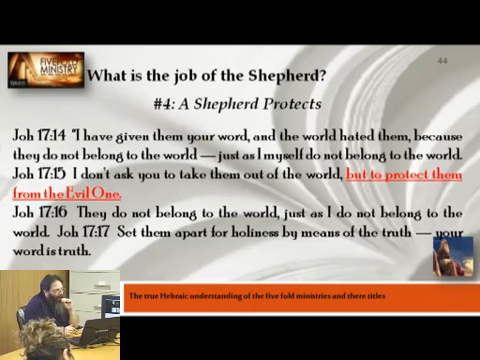 FIVEFOLD
MINISTRY
44
What is the job of the Shepherd?
#4: A Shepherd Protects
Joh 17:14 "I have given them your word, and the world hated them, because
they do not belong to the world — just as I myself do not belong to the world.
Joh 17:15 I don't ask you to take them out of the world, but to protect them
from the Evil One.
Joh 17:16 They do not belong to the world, just as I do not belong to the
world. Joh 17:17 Set them apart for holiness by means of the truth — your
word is truth.
The true Hebraic understanding of the five fold ministries and there titles